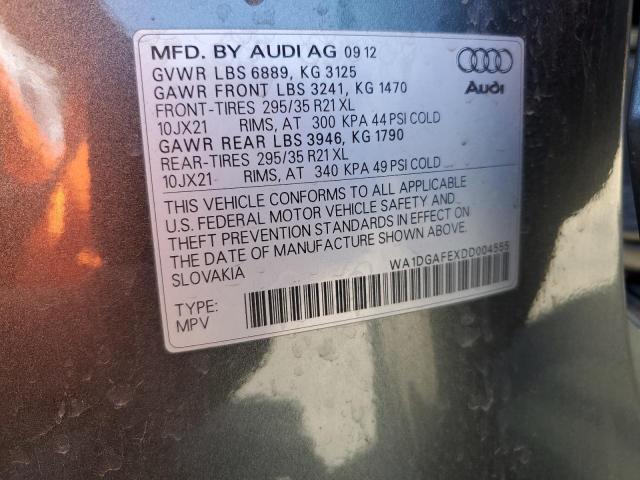 MFD. BY AUDI AG 09 12
GVWR LBS 6889, KG 3125
GAWR FRONT LBS 3241, KG 1470
FRONT-TIRES 295/35 R21 XL
10JX21 RIMS, AT 300 KPA 44 PSI COLD
GAWR REAR LBS 3946, KG 1790
REAR-TIRES 295/35 R21 XL
10JX21 RIMS, AT 340 KPA 49 PSI COLD
Audi
THIS VEHICLE CONFORMS TO ALL APPLICABLE
U.S. FEDERAL MOTOR VEHICLE SAFETY AND
THEFT PREVENTION STANDARDS IN EFFECT ON
DATE OF MANUFACTURE SHOWN ABOVE.
SLOVAKIA
WA1DGAFEXDD004585
TYPE:
MPV